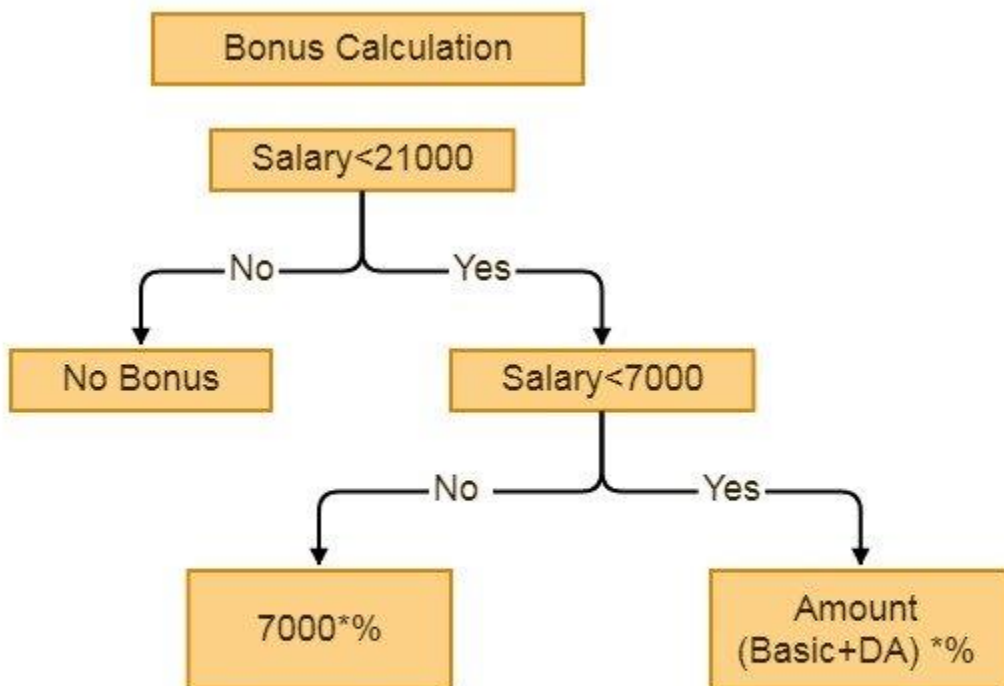 Bonus Calculation
Salary<21000
No
Yes
No Bonus
Salary<7000
No
Yes
7000*%
Amount
(Basic+DA) *%